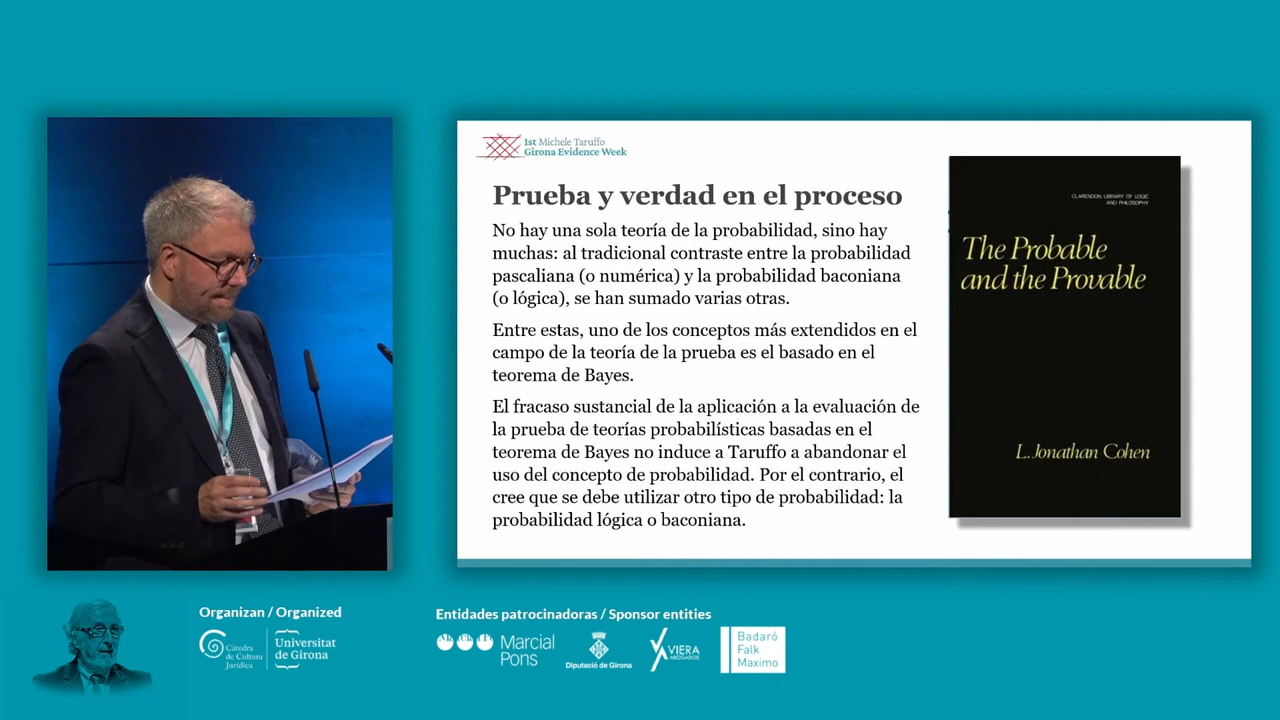 1st Michele Taruffo
Girona Evidence Week
Prueba y verdad en el proceso
No hay una sola teoría de la probabilidad, sino hay
muchas: al tradicional contraste entre la probabilidad
pascaliana (o numérica) y la probabilidad baconiana
(o lógica), se han sumado varias otras.
Entre estas, uno de los conceptos más extendidos en el
campo de la teoría de la prueba es el basado en el
teorema de Bayes.
El fracaso sustancial de la aplicación a la evaluación de
la prueba de teorías probabilísticas basadas en el
teorema de Bayes no induce a Taruffo a abandonar el
uso del concepto de probabilidad. Por el contrario, el
cree que se debe utilizar otro tipo de probabilidad: la
probabilidad lógica o baconiana.
CLARENDON LIBRARY OF LOGIC
AND PHILOSOPHY
The Probable
and the Provable
L. Jonathan Cohen
Organizan / Organized
Càtedra
de Cultura
Jurídica
Universitat
de Girona
Entidades patrocinadoras / Sponsor entities
Marcial
Pons
Diputació de Girona
VIERA
ABOGADOS
Badaró
Falk
Maximo